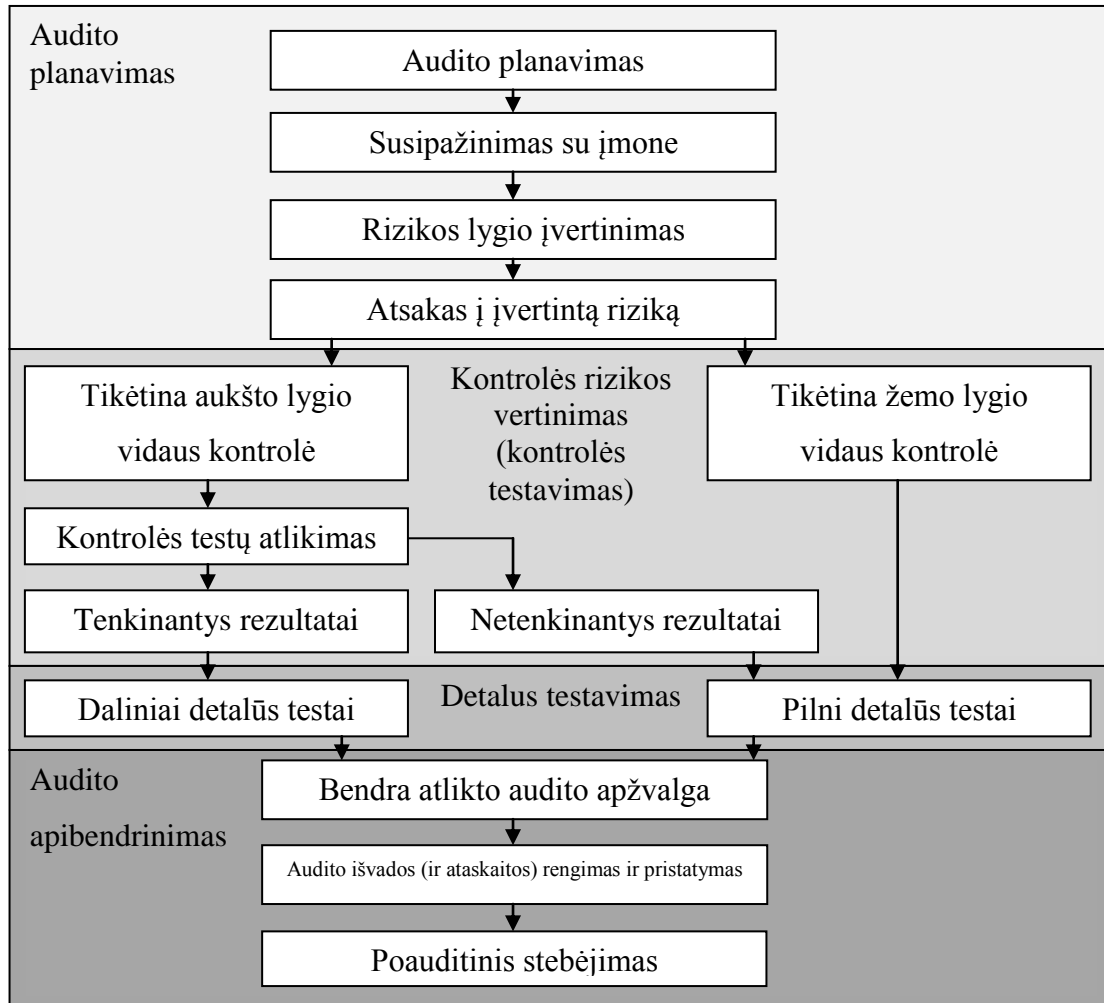 Audito
planavimas
Audito planavimas
Susipažinimas su įmone
Rizikos lygio įvertinimas
Atsakas į įvertintą riziką
Tikėtina aukšto lygio
vidaus kontrolė
Kontrolės rizikos
vertinimas
(kontrolės
testavimas)
Tikėtina žemo lygio
vidaus kontrolė
Kontrolės testų atlikimas
Tenkinantys rezultatai
Netenkinantys rezultatai
Daliniai detalūs testai
Detalus testavimas
Pilni detalūs testai
Audito
apibendrinimas
Bendra atlikto audito apžvalga
Audito išvados (ir ataskaitos) rengimas ir pristatymas
Poauditinis stebėjimas